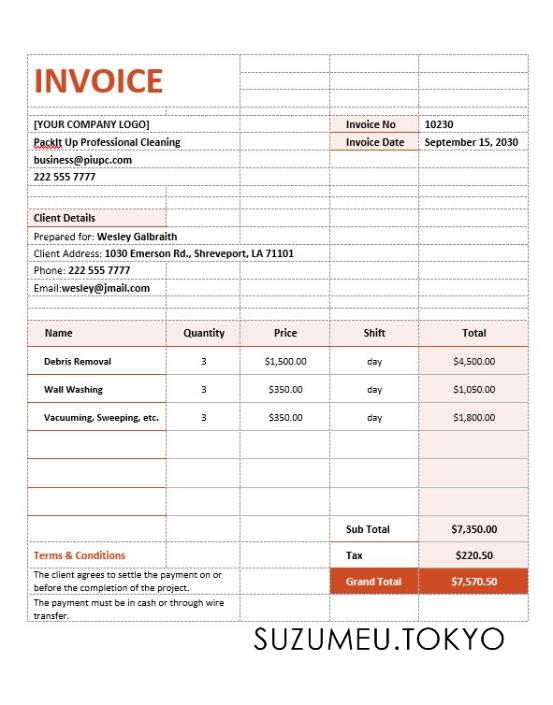 INVOICE
[YOUR COMPANY LOGO]
Invoice No 10230
PackIt Up Professional Cleaning
Invoice Date September 15, 2030
business@piupc.com
222 555 7777
Client Details
Prepared for: Wesley Galbraith
Client Address: 1030 Emerson Rd., Shreveport, LA 71101
Phone: 222 555 7777
Email:wesley@jmail.com
Name Quantity Price Shift Total
Debris Removal 3 $1,500.00 day $4,500.00
Wall Washing 3 $350.00 day $1,050.00
Vacuuming, Sweeping, etc. 3 $350.00 day $1,800.00
Sub Total $7,350.00
Terms & Conditions Tax $220.50
The client agrees to settle the payment on or
before the completion of the project.
Grand Total $7,570.50
The payment must be in cash or through wire
transfer.
SUZUMEU.TOKYO